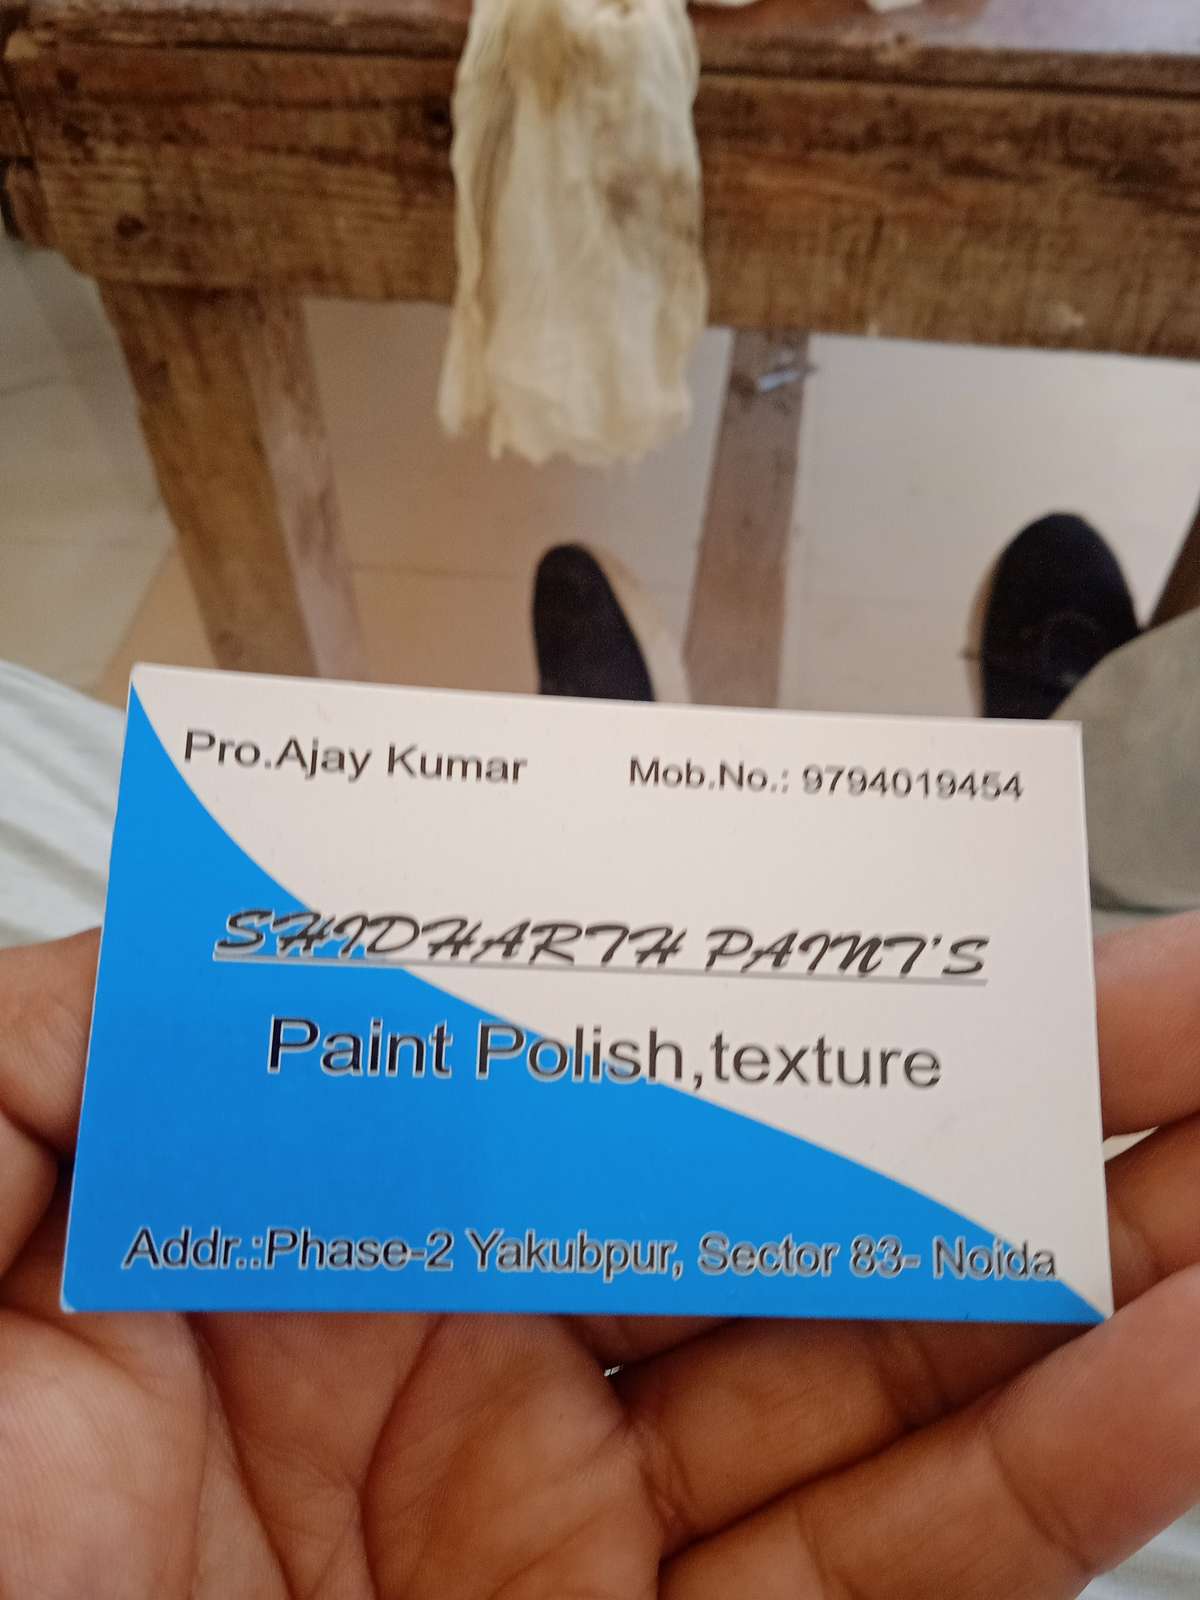 Pro.Ajay Kumar Mob.No.: 9794019454
SHIDHARTH PAINT'S
Paint Polish,texture
Addr.:Phase-2 Yakubpur, Sector 83- Noida